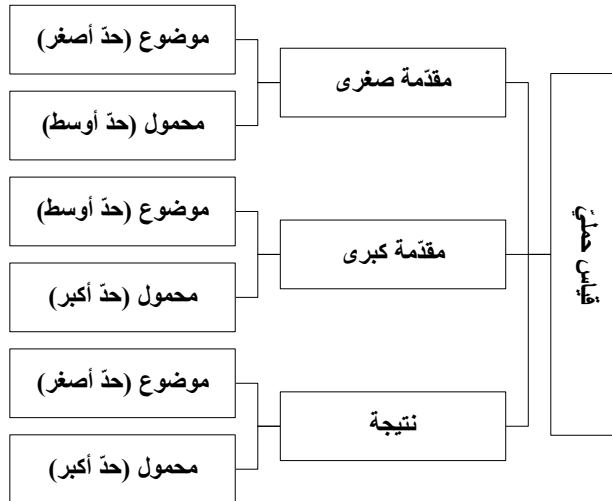 قياس حمليّ
مقدّمة صغرى
موضوع (حدّ أصغر)
محمول (حدّ أوسط)
مقدّمة كبرى
موضوع (حدّ أوسط)
محمول (حدّ أكبر)
نتيجة
موضوع (حدّ أصغر)
محمول (حدّ أكبر)